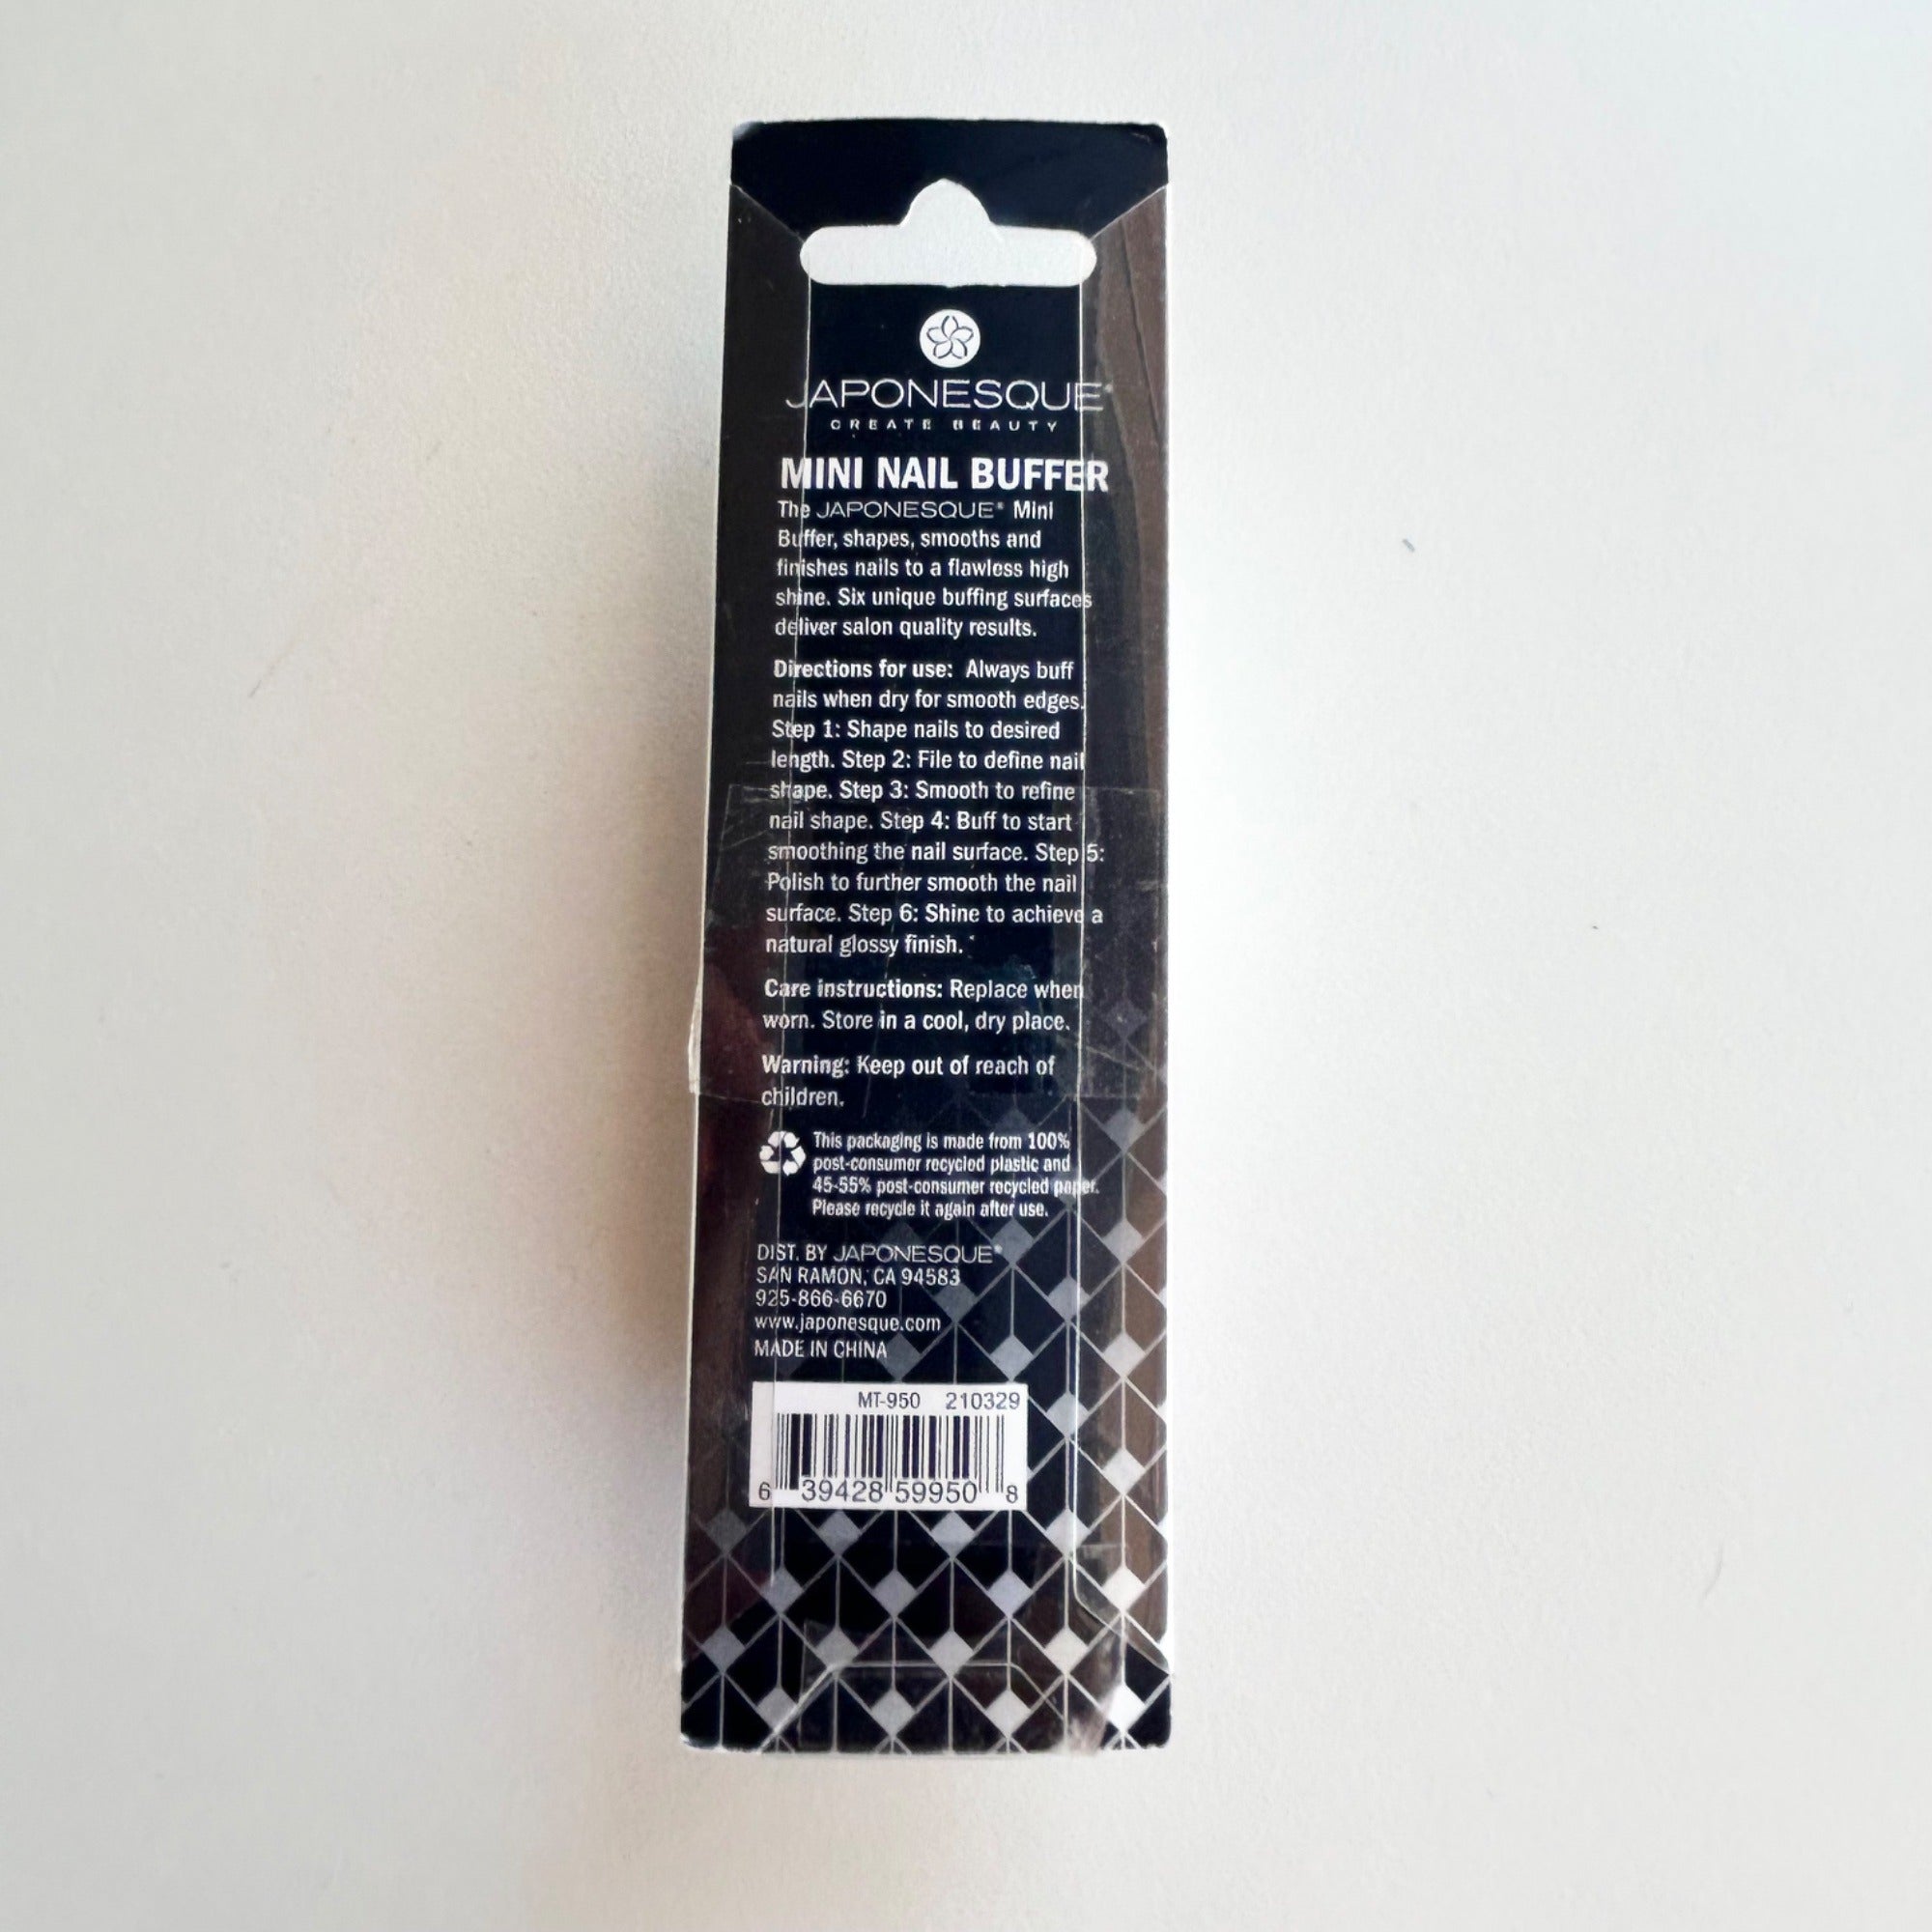 JAPONESQUE®
CREATE BEAUTY
MINI NAIL BUFFER
The JAPONESQUE® Mini
Buffer, shapes, smooths and
finishes nails to a flawless high
shine. Six unique buffing surfaces
deliver salon quality results.
Directions for use: Always buff
nails when dry for smooth edges.
Step 1: Shape nails to desired
length. Step 2: File to define nail
shape. Step 3: Smooth to refine
nail shape. Step 4: Buff to start
smoothing the nail surface. Step 5:
Polish to further smooth the nail
surface. Step 6: Shine to achieve a
natural glossy finish.
Care instructions: Replace when
worn. Store in a cool, dry place.
Warning: Keep out of reach of
children.
This packaging is made from 100%
post-consumer recycled plastic and
45-55% post-consumer recycled paper.
Please recycle it again after use.
DIST. BY JAPONESQUE®
SAN RAMON, CA 94583
925-866-6670
www.japonesque.com
MADE IN CHINA
MT-950 210329
6 39428 59950 8